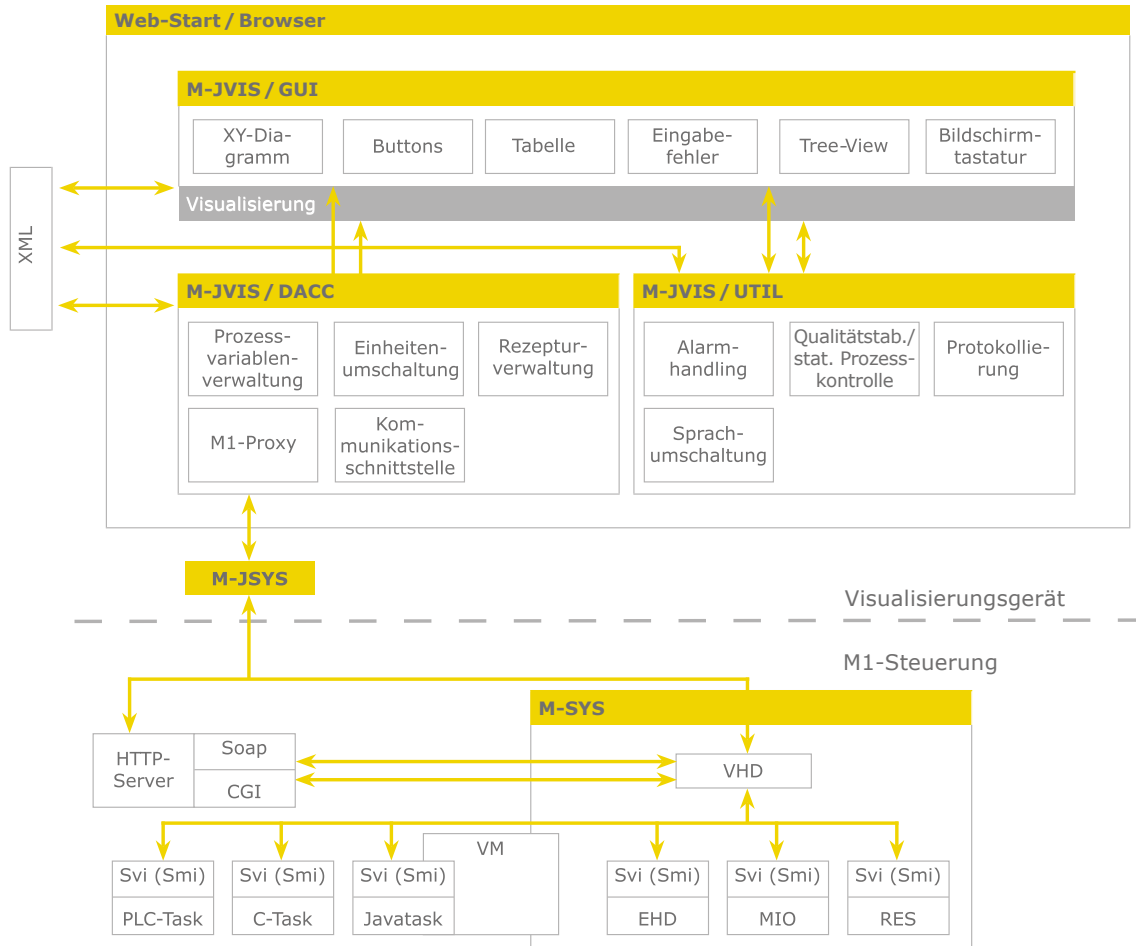 Web-Start / Browser
M-JVIS / GUI
XY-Dia-
gramm
Buttons
Tabelle
Eingabe-
fehler
Tree-View
Bildschirm-
tastatur
Visualisierung
XML
M-JVIS / DACC
Prozess-
variablen-
verwaltung
Einheiten-
umschaltung
Rezeptur-
verwaltung
M1-Proxy
Kom-
munikations-
schnittstelle
M-JVIS / UTIL
Alarm-
handling
Qualitätstab./
stat. Prozess-
kontrolle
Protokollie-
rung
Sprach-
umschaltung
M-JSYS
Visualisierungsgerät
M1-Steuerung
M-SYS
HTTP-
Server
Soap
CGI
VHD
VM
Svi (Smi)
PLC-Task
Svi (Smi)
C-Task
Svi (Smi)
Javatask
Svi (Smi)
EHD
Svi (Smi)
MIO
Svi (Smi)
RES